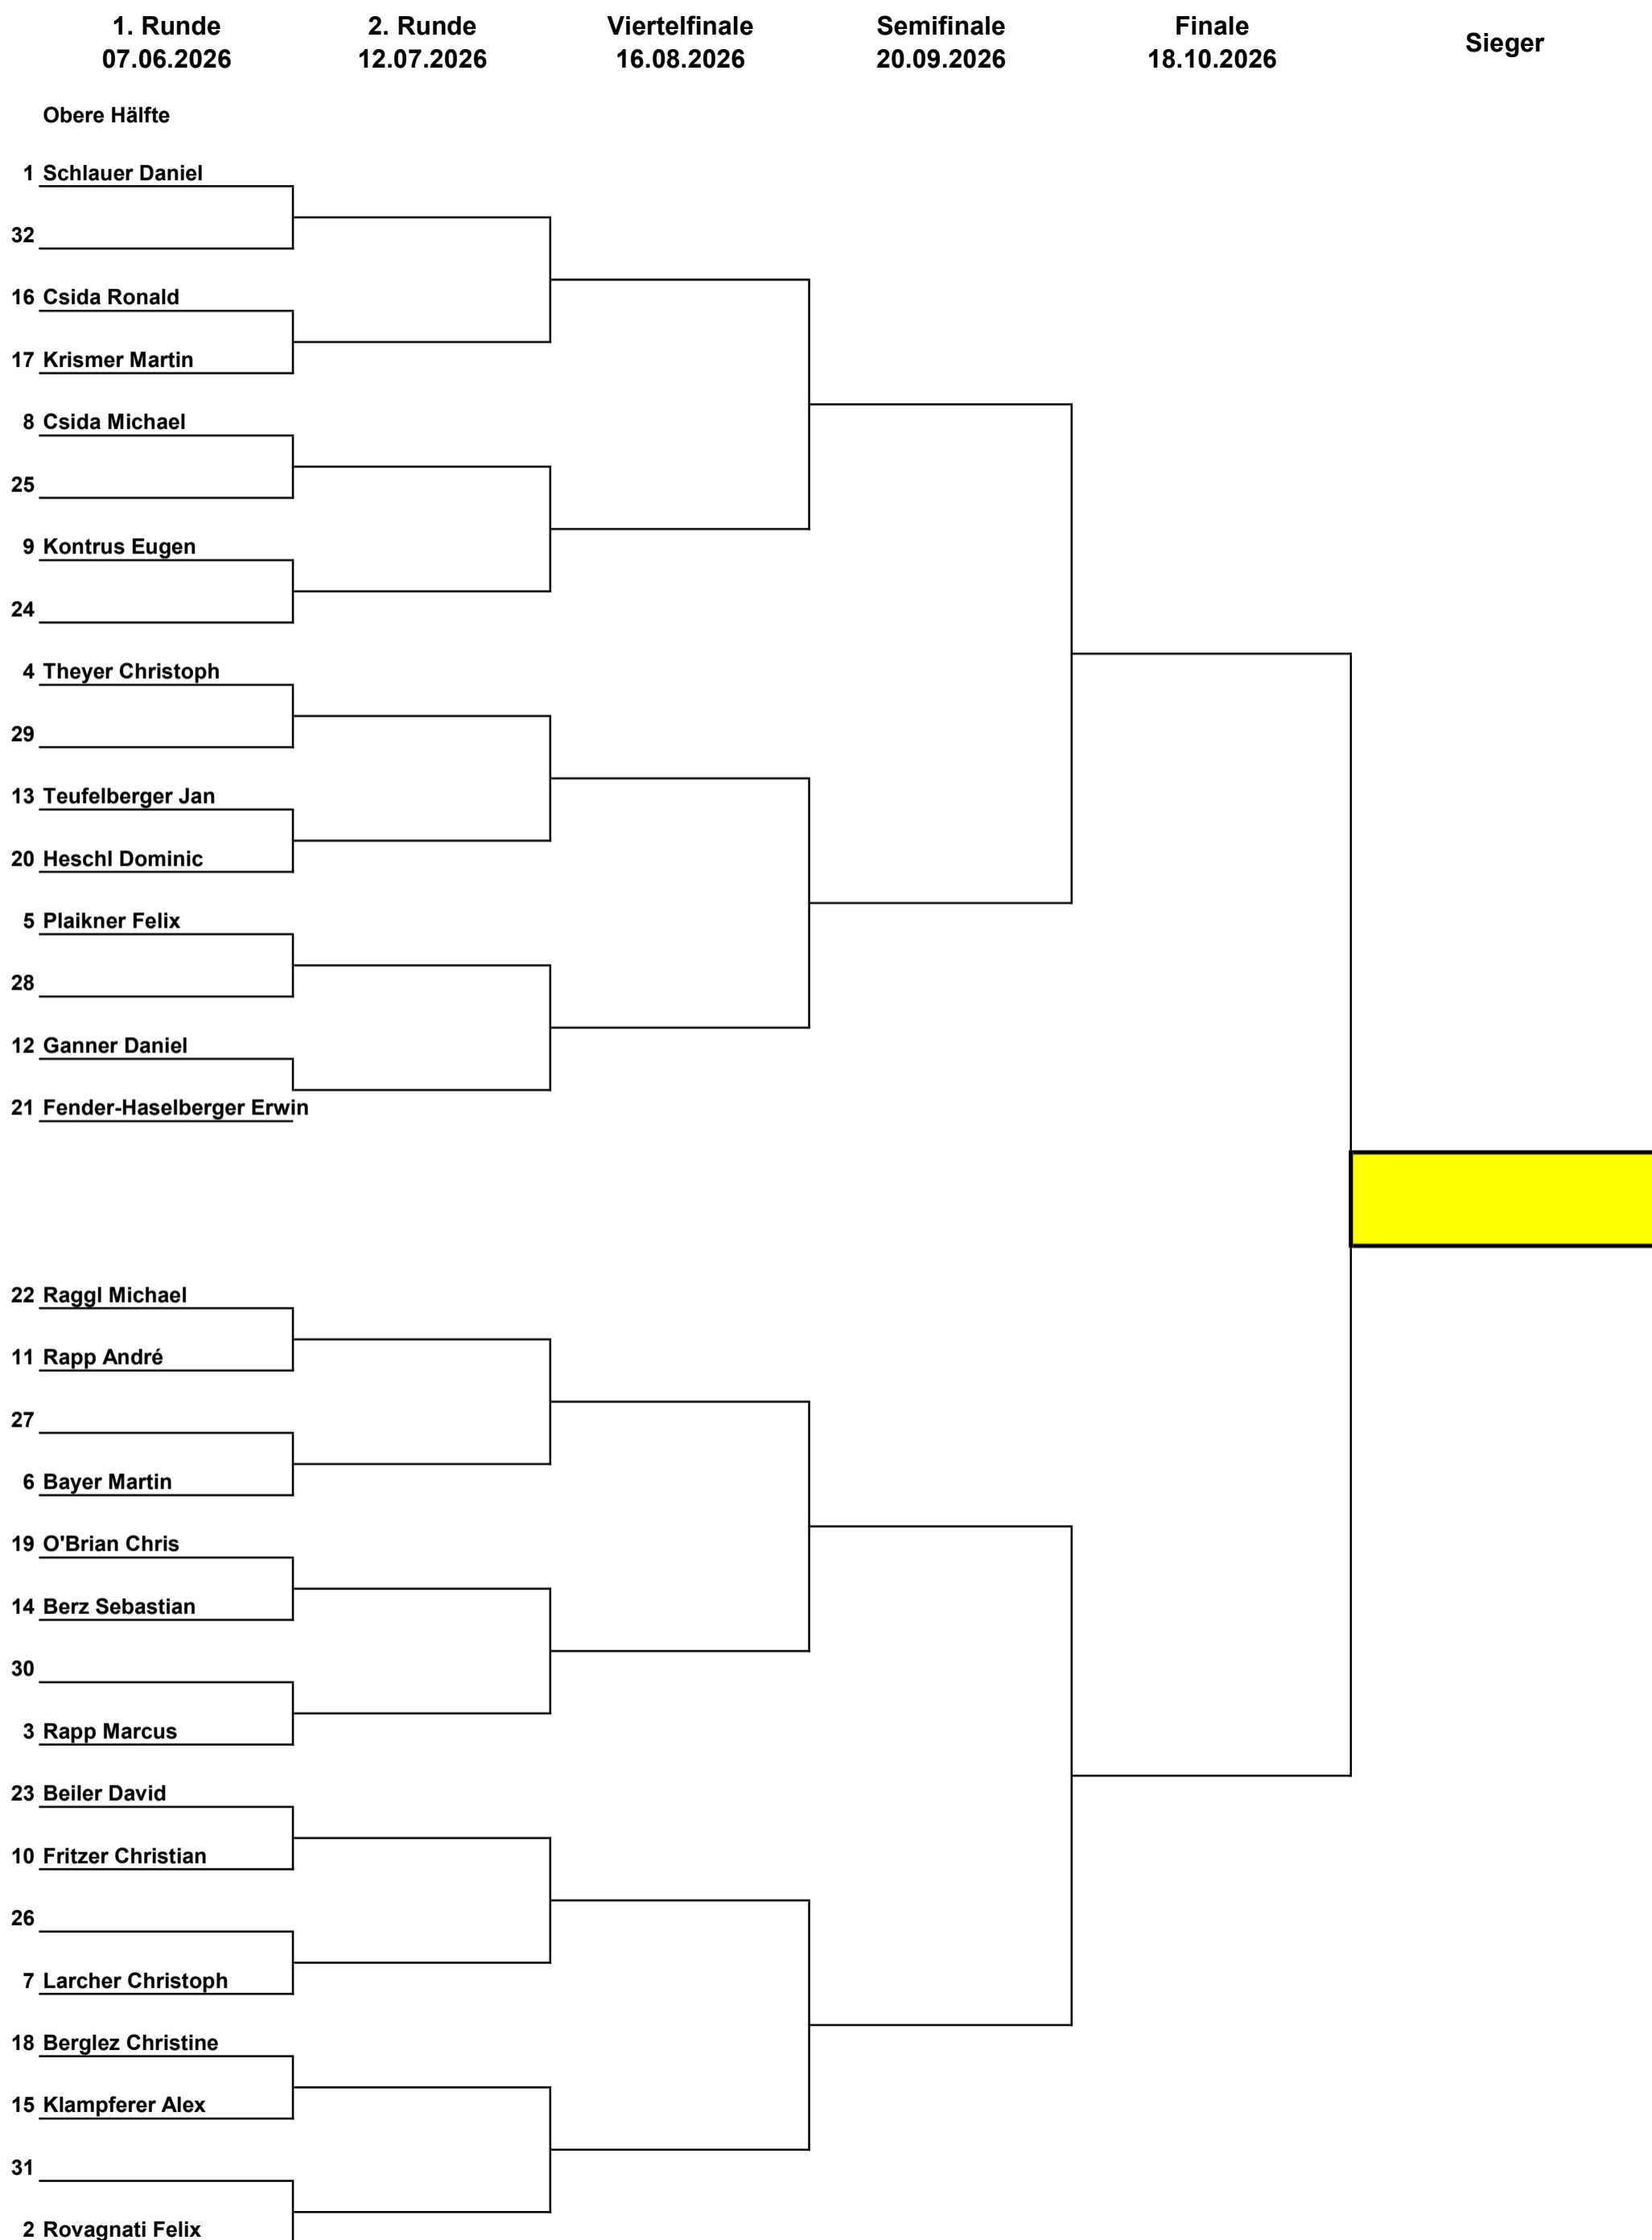 1. Runde 2. Runde Viertelfinale Semifinale Finale Sieger
07.06.2026 12.07.2026 16.08.2026 20.09.2026 18.10.2026
Obere Hälfte
1 Schlauer Daniel
32
16 Csida Ronald
17 Krismer Martin
8 Csida Michael
25
9 Kontrus Eugen
24
4 Theyer Christoph
29
13 Teufelberger Jan
20 Heschl Dominic
5 Plaikner Felix
28
12 Ganner Daniel
21 Fender-Haselberger Erwin
22 Raggl Michael
11 Rapp André
27
6 Bayer Martin
19 O'Brian Chris
14 Berz Sebastian
30
3 Rapp Marcus
23 Beiler David
10 Fritzer Christian
26
7 Larcher Christoph
18 Berglez Christine
15 Klampferer Alex
31
2 Rovagnati Felix